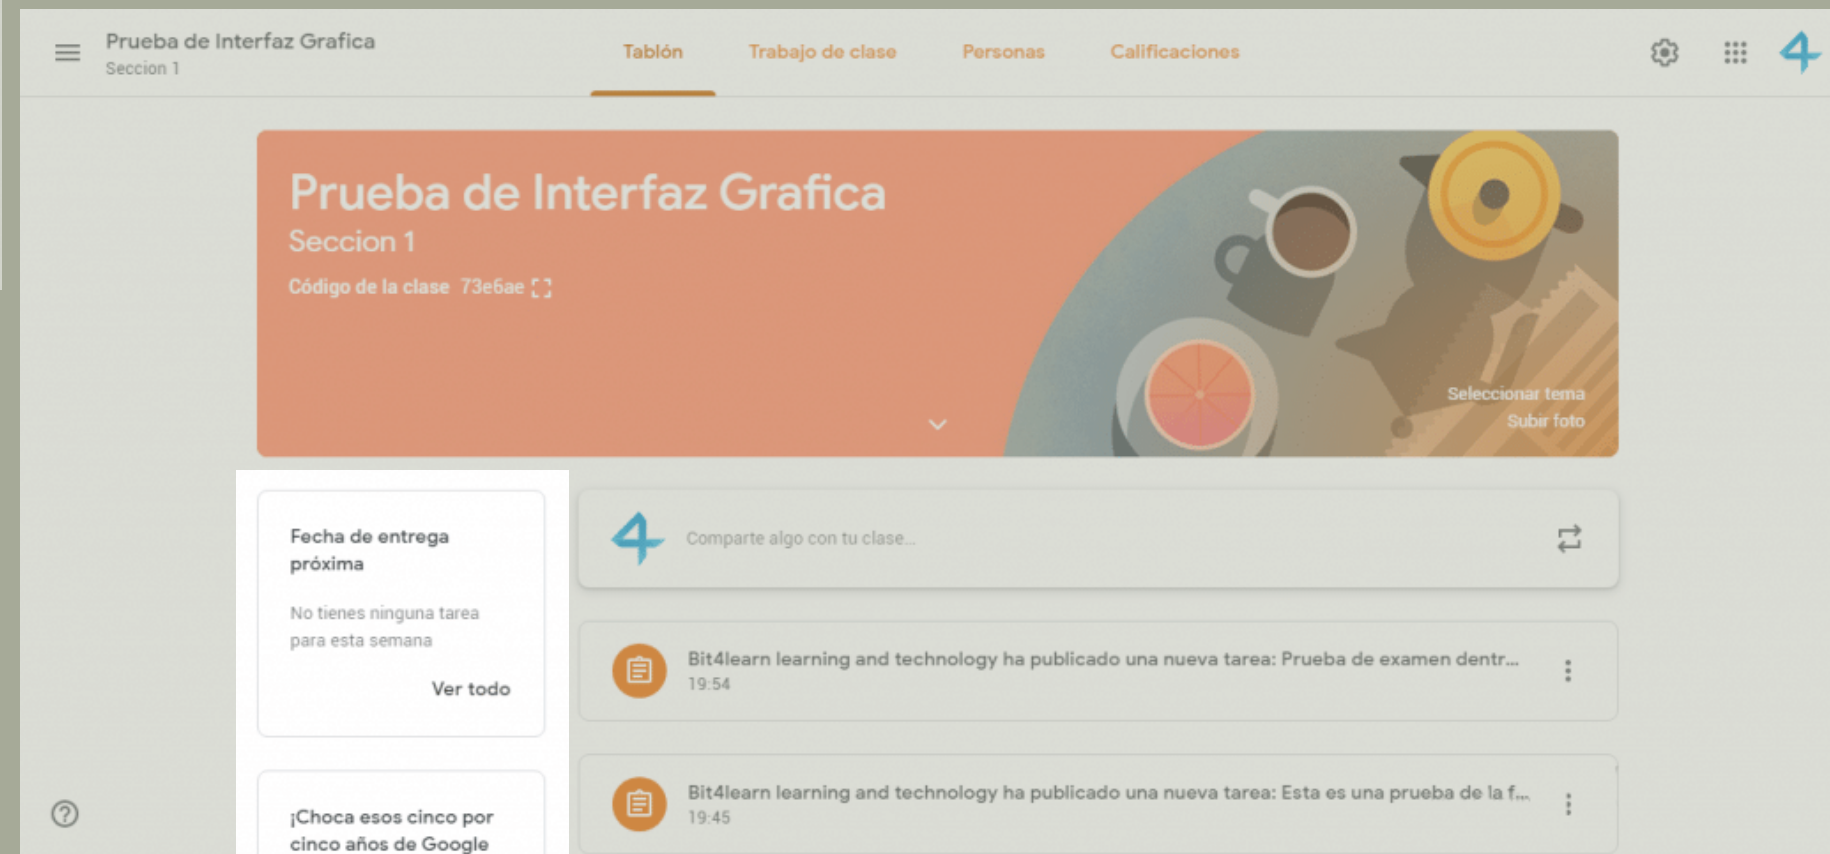 Prueba de Interfaz Grafica
Seccion 1
Tablón
Trabajo de clase
Personas
Calificaciones
Prueba de Interfaz Grafica
Seccion 1
Código de la clase 73e6ae
Seleccionar tema
Subir foto
Fecha de entrega
próxima
No tienes ninguna tarea
para esta semana
Ver todo
¡Choca esos cinco por
cinco años de Google
Comparte algo con tu clase...
Bit4learn learning and technology ha publicado una nueva tarea: Prueba de examen dentr...
19:54
Bit4learn learning and technology ha publicado una nueva tarea: Esta es una prueba de la f...
19:45